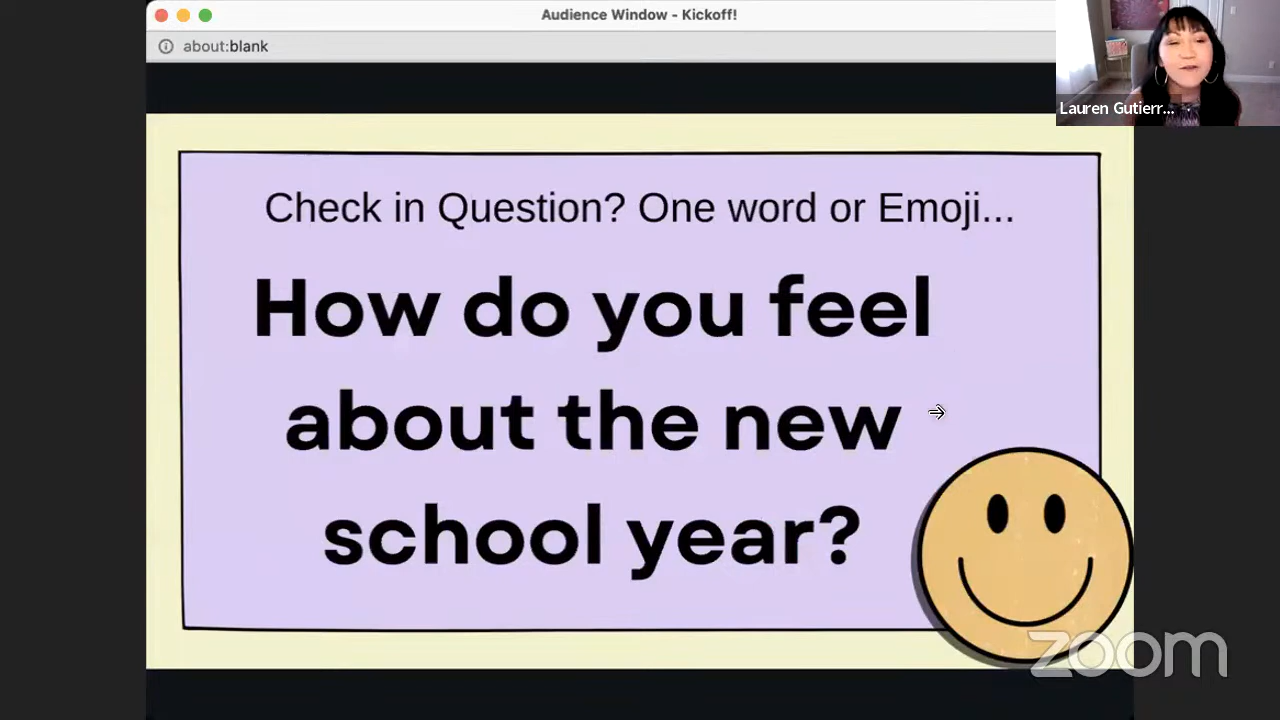 Audience Window - Kickoff!
about:blank
Lauren Gutierr...
Check in Question? One word or Emoji...
How do you feel
about the new
school year?
zoom